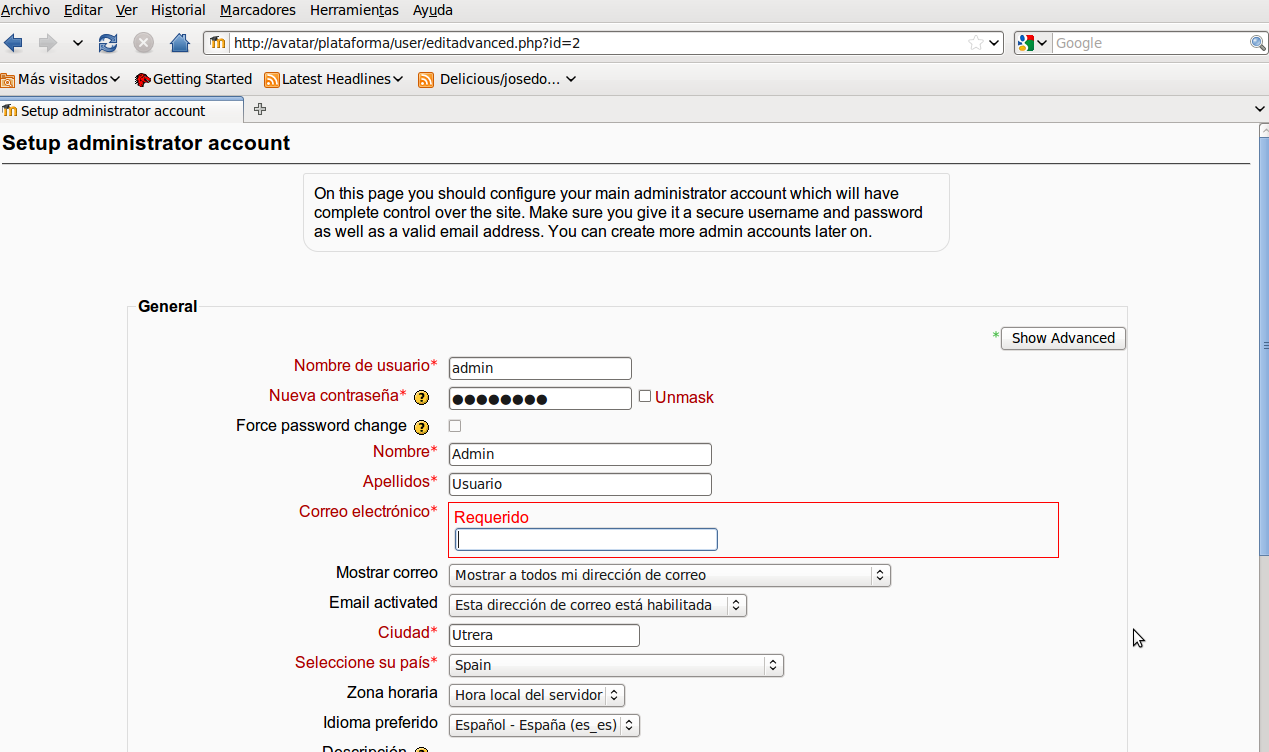 Archivo Editar Ver Historial Marcadores Herramientas Ayuda
http://avatar/plataforma/user/editadvanced.php?id=2 Google
Más visitados Getting Started Latest Headlines Delicious/josedo...
Setup administrator account
Setup administrator account
On this page you should configure your main administrator account which will have
complete control over the site. Make sure you give it a secure username and password
as well as a valid email address. You can create more admin accounts later on.
General
* Show Advanced
Nombre de usuario* admin
Nueva contraseña* ? ●●●●●●●● Unmask
Force password change ?
Nombre* Admin
Apellidos* Usuario
Correo electrónico* Requerido
Mostrar correo Mostrar a todos mi dirección de correo
Email activated Esta dirección de correo está habilitada
Ciudad* Utrera
Seleccione su país* Spain
Zona horaria Hora local del servidor
Idioma preferido Español - España (es_es)
Descripción ?